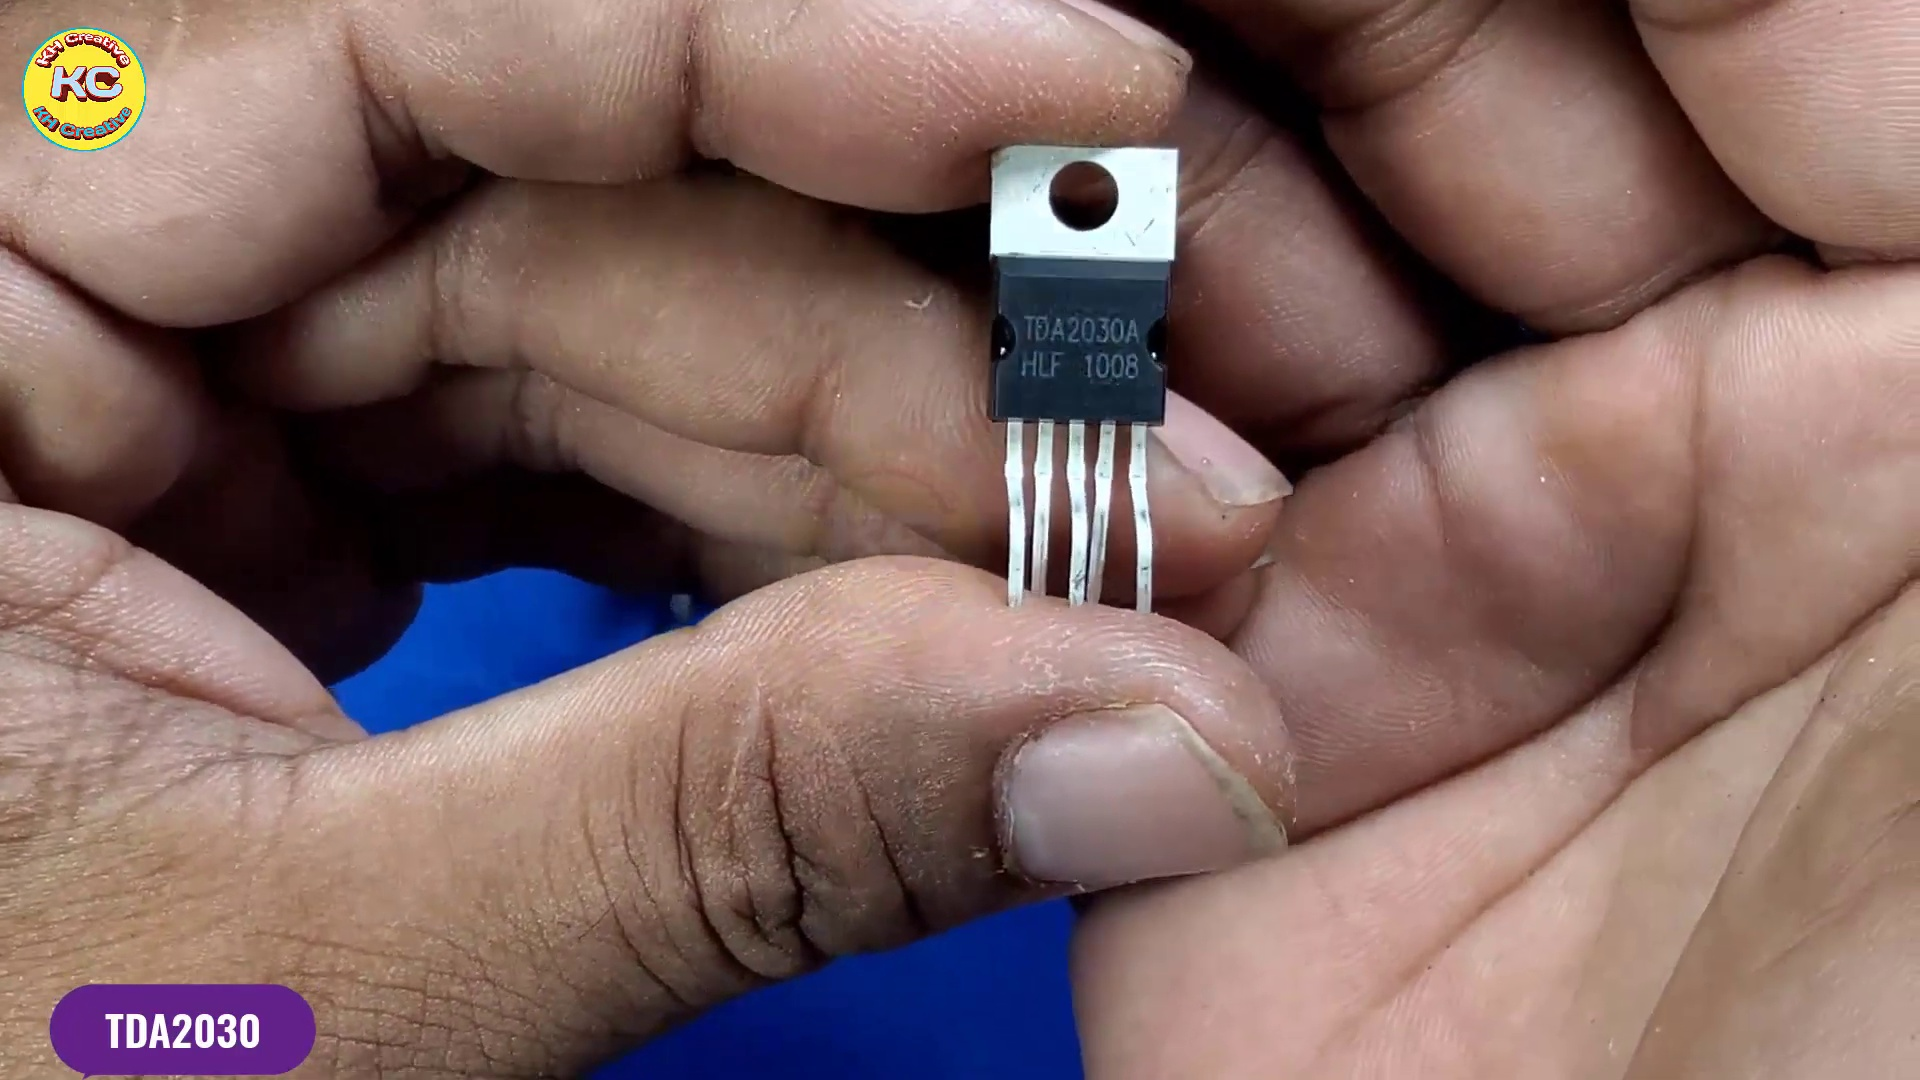 KH Creative
KC
KH Creative
TDA2030A
HLF 1008
TDA2030